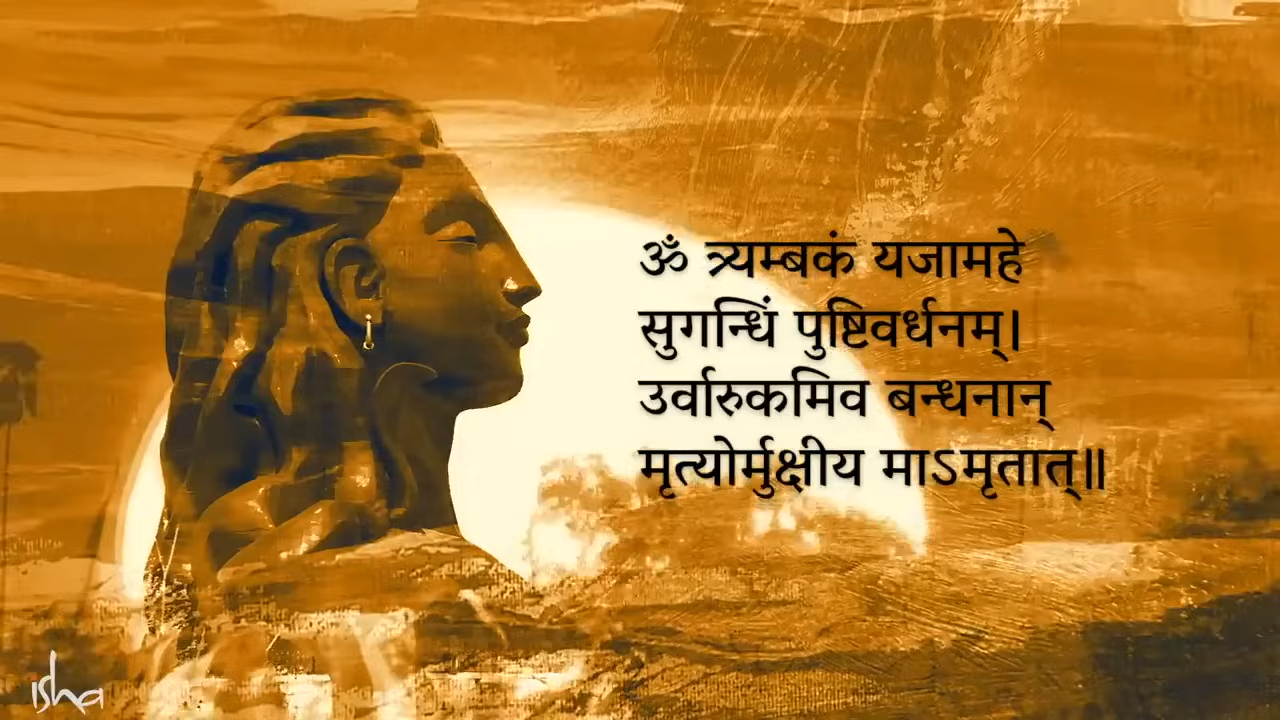 ॐ त्र्यम्बकं यजामहे
सुगन्धिं पुष्टिवर्धनम्।
उर्वारुकमिव बन्धनान्
मृत्योर्मुक्षीय माऽमृतात्॥
isha